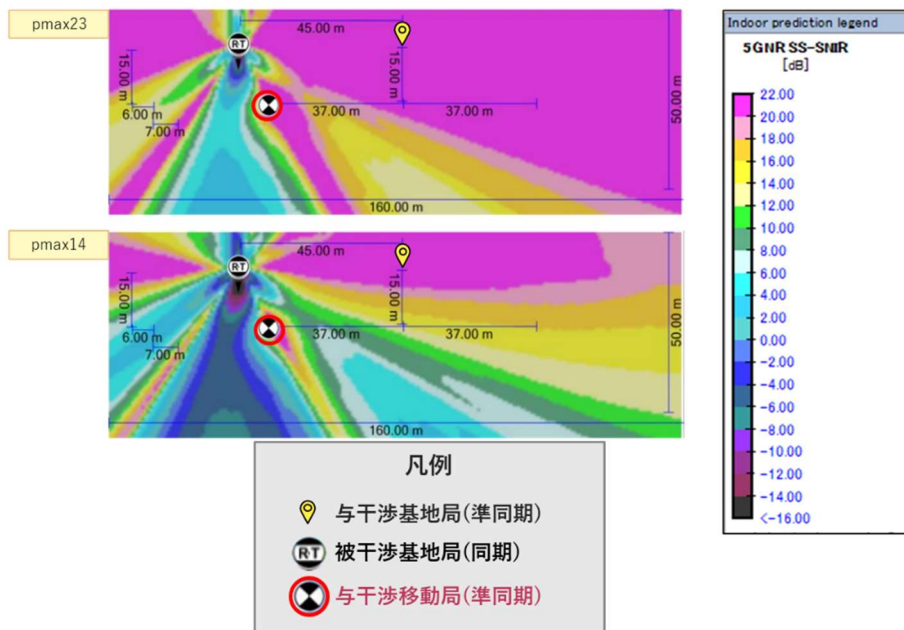 pmax23
45.00 m
RT
15.00 m
15.00 m
6.00 m
7.00 m
37.00 m
37.00 m
50.00 m
160.00 m
pmax14
45.00 m
RT
15.00 m
15.00 m
6.00 m
7.00 m
37.00 m
37.00 m
50.00 m
160.00 m
凡例
与干渉基地局(準同期)
RT 被干渉基地局(同期)
与干渉移動局(準同期)
Indoor prediction legend
5GNR SS-SNIR
[dB]
22.00
20.00
18.00
16.00
14.00
12.00
10.00
8.00
6.00
4.00
2.00
0.00
-2.00
-4.00
-6.00
-8.00
-10.00
-12.00
-14.00
<-16.00